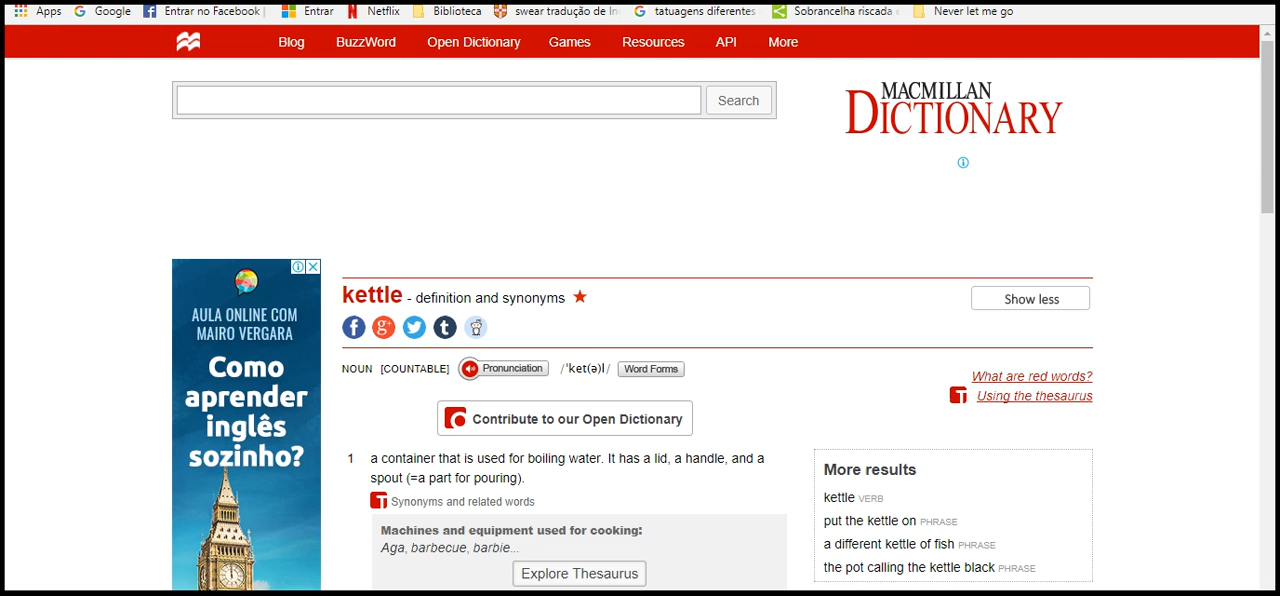 Apps Google Entrar no Facebook Entrar Netflix Biblioteca swear tradução de In tatuagens diferentes Sobrancelha riscada Never let me go
Blog BuzzWord Open Dictionary Games Resources API More
Search
MACMILLAN
DICTIONARY
AULA ONLINE COM
MAIRO VERGARA
Como
aprender
inglês
sozinho?
kettle - definition and synonyms
Show less
NOUN [COUNTABLE] Pronunciation /ˈket(ə)l/ Word Forms
What are red words?
Using the thesaurus
Contribute to our Open Dictionary
1 a container that is used for boiling water. It has a lid, a handle, and a
spout (=a part for pouring).
Synonyms and related words
Machines and equipment used for cooking:
Aga, barbecue, barbie...
Explore Thesaurus
More results
kettle VERB
put the kettle on PHRASE
a different kettle of fish PHRASE
the pot calling the kettle black PHRASE